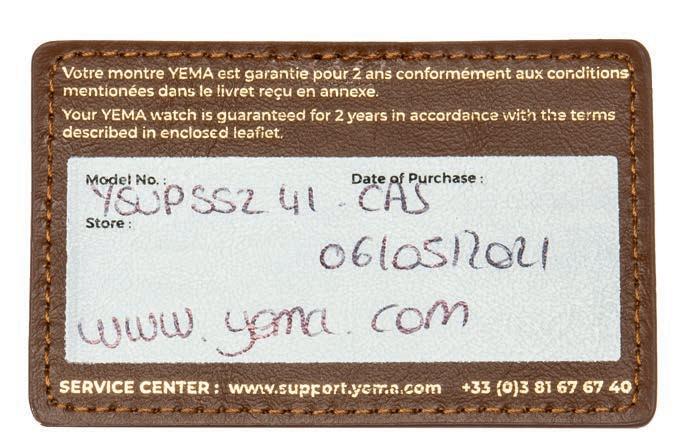 Votre montre YEMA est garantie pour 2 ans conformément aux conditions
mentionées dans le livret reçu en annexe.
Your YEMA watch is guaranteed for 2 years in accordance with the terms
described in enclosed leaflet.
Model No. : Date of Purchase :
YSUPSSZ 41 - CAS
Store :
06/05/2021
www.yema.com
SERVICE CENTER : www.support.yema.com +33 (0)3 81 67 67 40